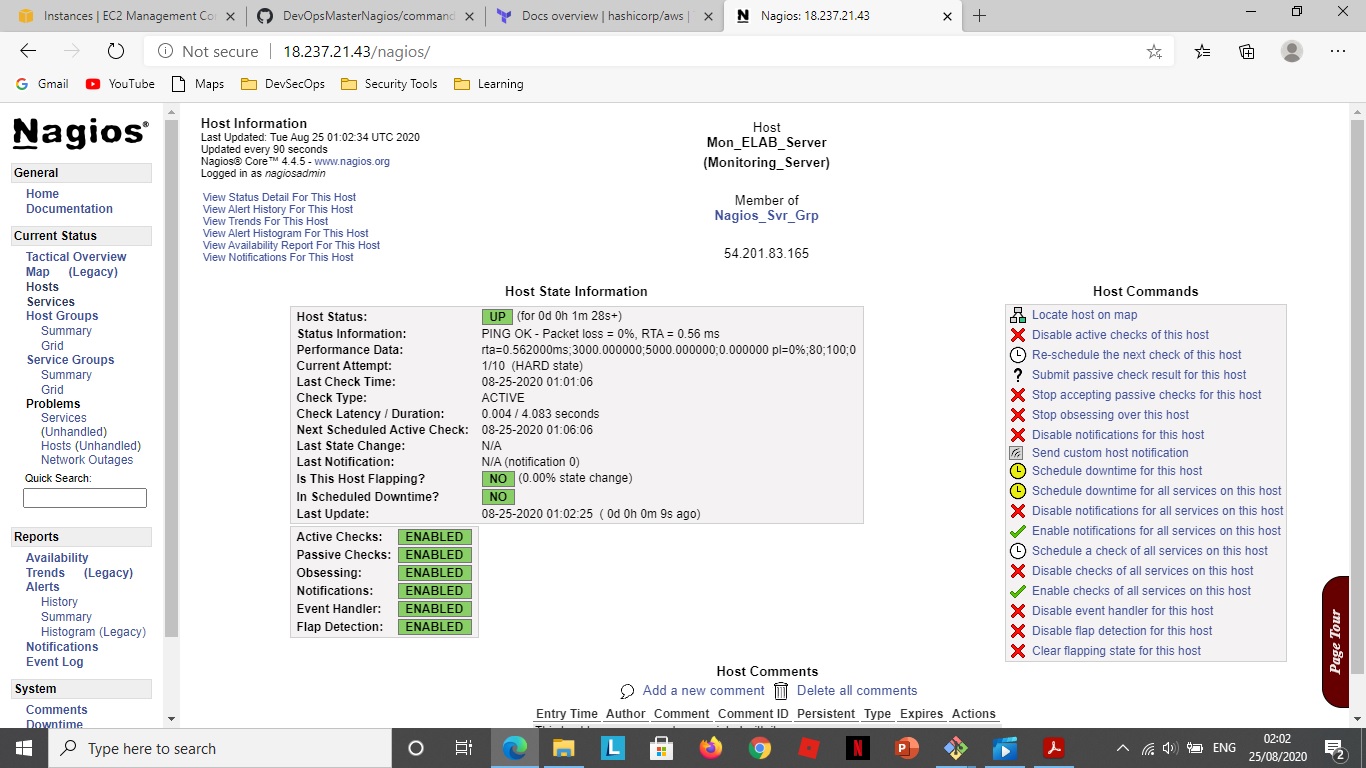 Instances | EC2 Management Co
DevOpsMasterNagios/command
Docs overview | hashicorp/aws |
Nagios: 18.237.21.43
Not secure
18.237.21.43/nagios/
Gmail
YouTube
Maps
DevSecOps
Security Tools
Learning
Nagios®
General
Home
Documentation
Current Status
Tactical Overview
Map (Legacy)
Hosts
Services
Host Groups
Summary
Grid
Service Groups
Summary
Grid
Problems
Services
(Unhandled)
Hosts (Unhandled)
Network Outages
Quick Search:
Reports
Availability
Trends (Legacy)
Alerts
History
Summary
Histogram (Legacy)
Notifications
Event Log
System
Comments
Downtime
Host Information
Last Updated: Tue Aug 25 01:02:34 UTC 2020
Updated every 90 seconds
Nagios® Core™ 4.4.5 - www.nagios.org
Logged in as nagiosadmin
View Status Detail For This Host
View Alert History For This Host
View Trends For This Host
View Alert Histogram For This Host
View Availability Report For This Host
View Notifications For This Host
Host
Mon_ELAB_Server
(Monitoring_Server)
Member of
Nagios_Svr_Grp
54.201.83.165
Host State Information
Host Status: UP (for 0d 0h 1m 28s+)
Status Information: PING OK - Packet loss = 0%, RTA = 0.56 ms
Performance Data: rta=0.562000ms;3000.000000;5000.000000;0.000000 pl=0%;80;100;0
Current Attempt: 1/10 (HARD state)
Last Check Time: 08-25-2020 01:01:06
Check Type: ACTIVE
Check Latency / Duration: 0.004 / 4.083 seconds
Next Scheduled Active Check: 08-25-2020 01:06:06
Last State Change: N/A
Last Notification: N/A (notification 0)
Is This Host Flapping? NO (0.00% state change)
In Scheduled Downtime? NO
Last Update: 08-25-2020 01:02:25 ( 0d 0h 0m 9s ago)
Active Checks: ENABLED
Passive Checks: ENABLED
Obsessing: ENABLED
Notifications: ENABLED
Event Handler: ENABLED
Flap Detection: ENABLED
Host Commands
Locate host on map
Disable active checks of this host
Re-schedule the next check of this host
Submit passive check result for this host
Stop accepting passive checks for this host
Stop obsessing over this host
Disable notifications for this host
Send custom host notification
Schedule downtime for this host
Schedule downtime for all services on this host
Disable notifications for all services on this host
Enable notifications for all services on this host
Schedule a check of all services on this host
Disable checks of all services on this host
Enable checks of all services on this host
Disable event handler for this host
Disable flap detection for this host
Clear flapping state for this host
Page Tour
Host Comments
Add a new comment Delete all comments
Entry Time Author Comment Comment ID Persistent Type Expires Actions
Type here to search
ENG
02:02
25/08/2020
2